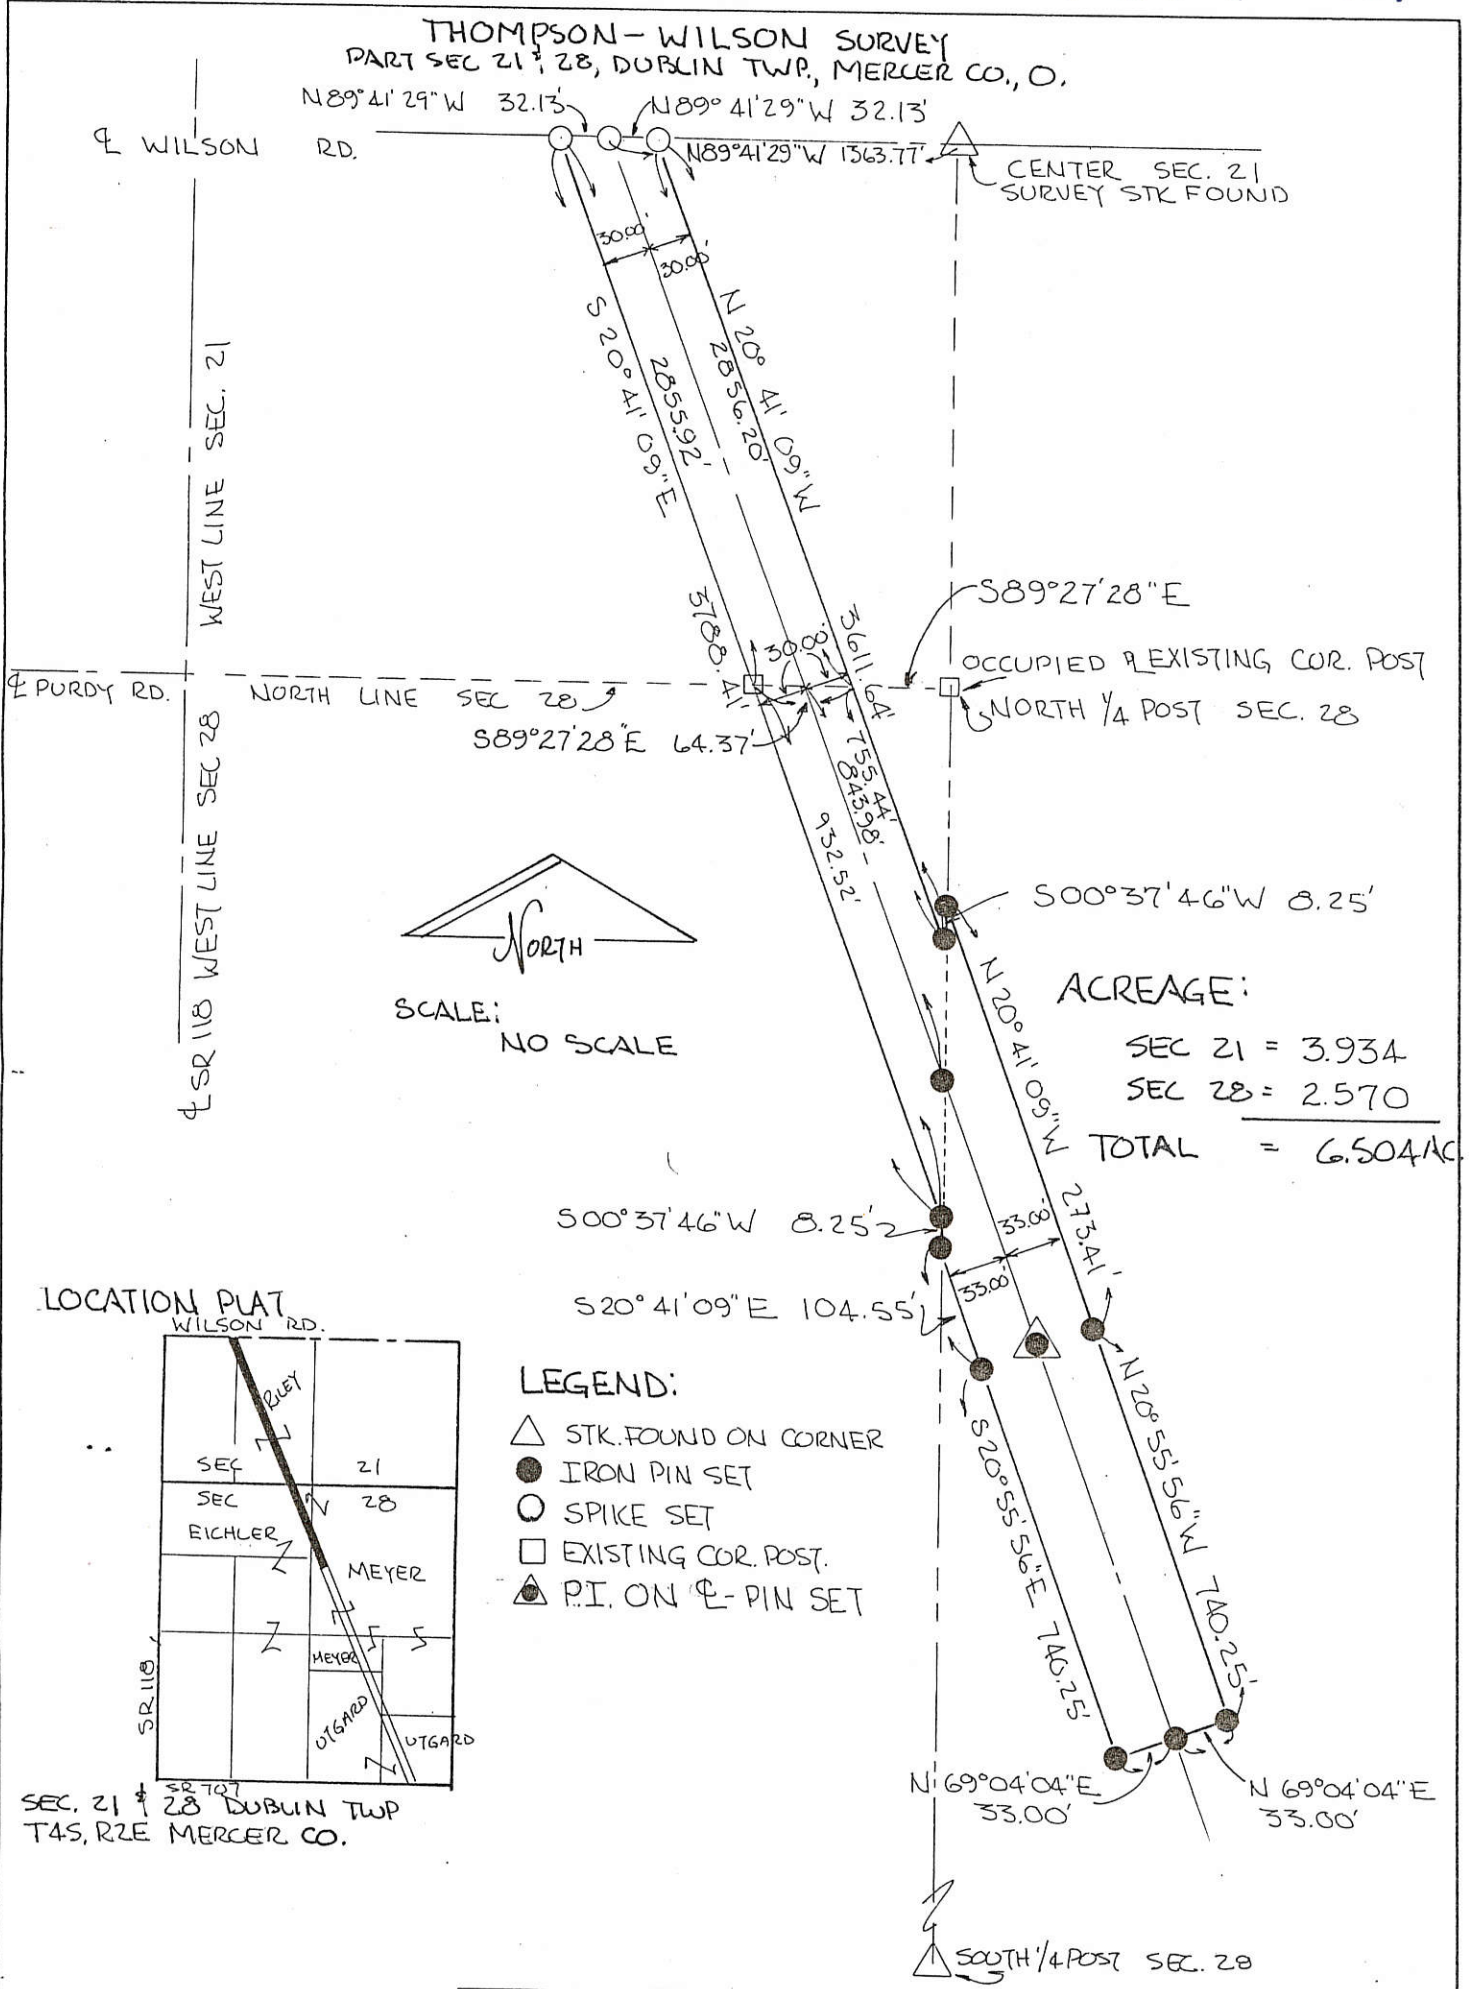 THOMPSON-WILSON SURVEY
PART SEC 21 & 28, DUBLIN TWP., MERCER CO., O.
N89°41'29"W 32.13'
N89°41'29"W 32.13'
℄ WILSON RD.
N89°41'29"W 1363.77'
CENTER SEC. 21
SURVEY STK FOUND
30.00'
30.00'
S 20°41'09"E
2855.92'
N 20° 41' 09"W
2856.20'
WEST LINE SEC. 21
3788.41'
3611.64'
30.00'
S89°27'28"E
OCCUPIED ℄ EXISTING COR. POST
NORTH 1/4 POST SEC. 28
℄ PURDY RD.
NORTH LINE SEC 28
S89°27'28"E 64.37'
755.44'
843.98'
932.52'
℄ SR 118 WEST LINE SEC 28
NORTH
SCALE:
NO SCALE
S00°37'46"W 8.25'
N 20°41'09"W 273.41'
ACREAGE:
SEC 21 = 3.934
SEC 28 = 2.570
TOTAL = 6.504AC.
S00°37'46"W 8.25'
33.00'
33.00'
S20°41'09"E 104.55'
N 20°55'56"W 740.25'
S 20°55'56"E 740.25'
N 69°04'04"E
33.00'
N 69°04'04"E
33.00'
LOCATION PLAT
WILSON RD.
RILEY
SEC 21
SEC 28
EICHLER
MEYER
MEYER
UTGARD
UTGARD
SR 118
SR 707
SEC. 21 & 28 DUBLIN TWP
T4S, R2E MERCER CO.
LEGEND:
STK. FOUND ON CORNER
IRON PIN SET
SPIKE SET
EXISTING COR. POST.
P.I. ON ℄-PIN SET
SOUTH 1/4 POST SEC. 28